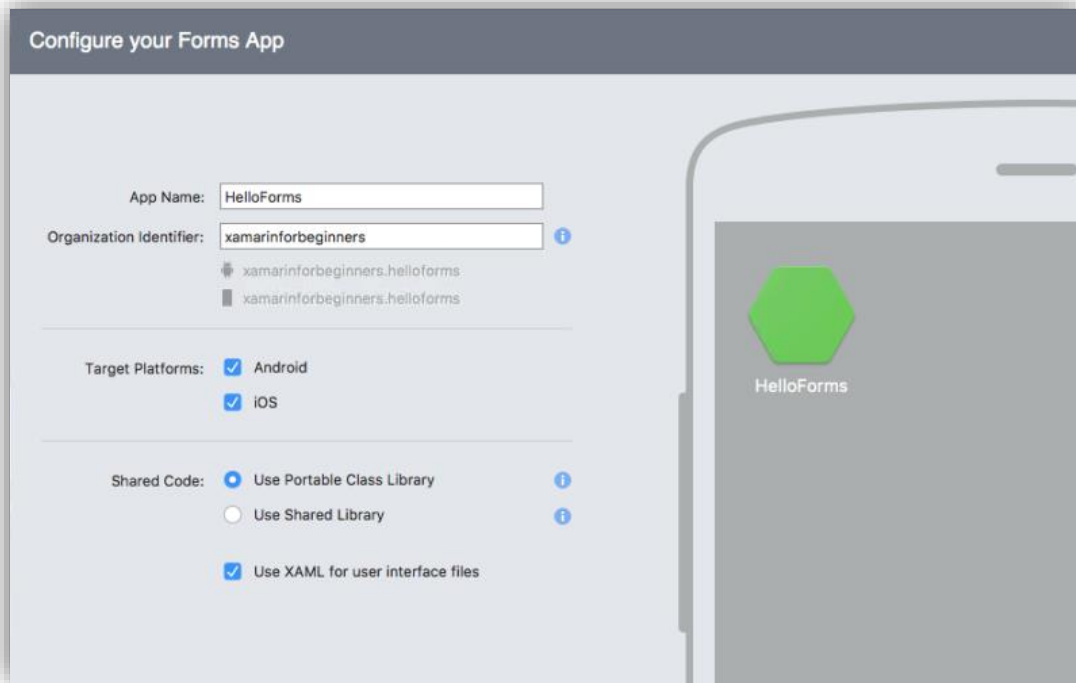 Configure your Forms App
App Name: HelloForms
Organization Identifier: xamarinforbeginners
xamarinforbeginners.helloforms
xamarinforbeginners.helloforms
Target Platforms: Android
iOS
Shared Code: Use Portable Class Library
Use Shared Library
Use XAML for user interface files
HelloForms